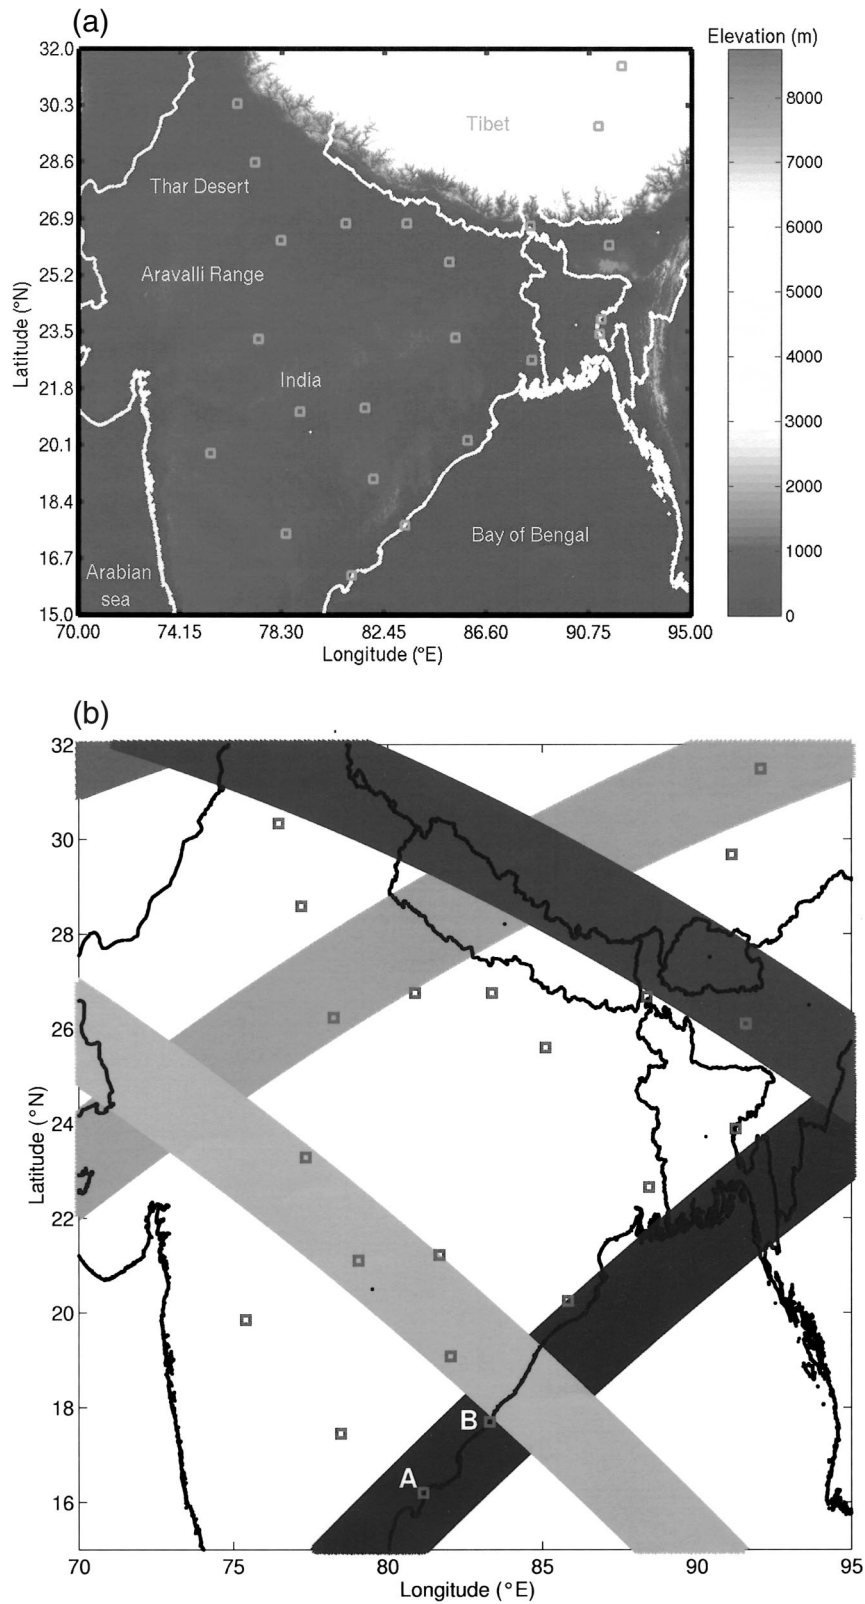 (a)
Elevation (m)
32.0
30.3
28.6
26.9
25.2
23.5
21.8
20.1
18.4
16.7
15.0
Latitude (°N)
Tibet
Thar Desert
Aravalli Range
India
Bay of Bengal
Arabian
sea
8000
7000
6000
5000
4000
3000
2000
1000
0
70.00 74.15 78.30 82.45 86.60 90.75 95.00
Longitude (°E)
(b)
32
30
28
26
24
22
20
18
16
Latitude (°N)
B
A
70 75 80 85 90 95
Longitude (°E)